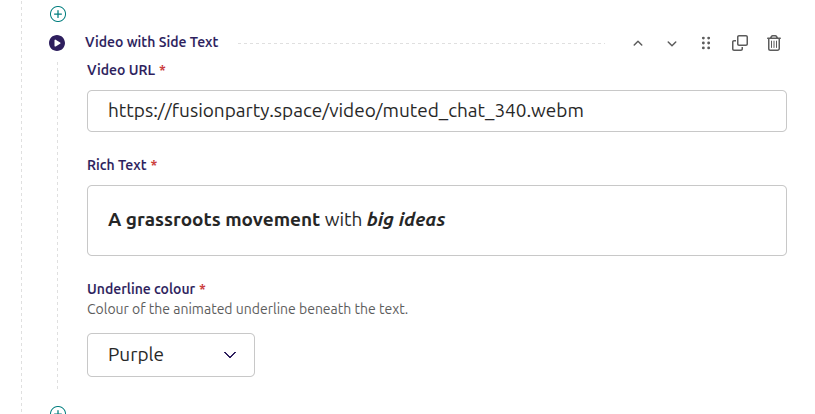 Video with Side Text
Video URL *
https://fusionparty.space/video/muted_chat_340.webm
Rich Text *
A grassroots movement with big ideas
Underline colour *
Colour of the animated underline beneath the text.
Purple